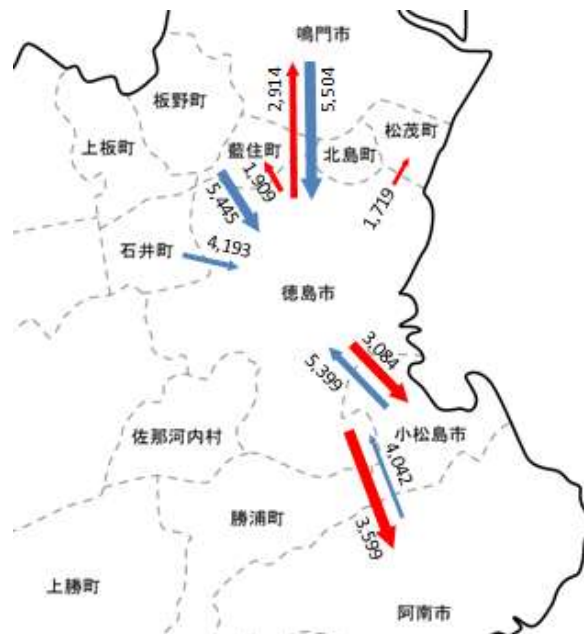 鳴門市
板野町
2,914
5,504
松茂町
上板町
藍住町
北島町
1,909
1,719
5,445
石井町
4,193
徳島市
3,084
5,399
佐那河内村
小松島市
4,042
勝浦町
3,599
上勝町
阿南市